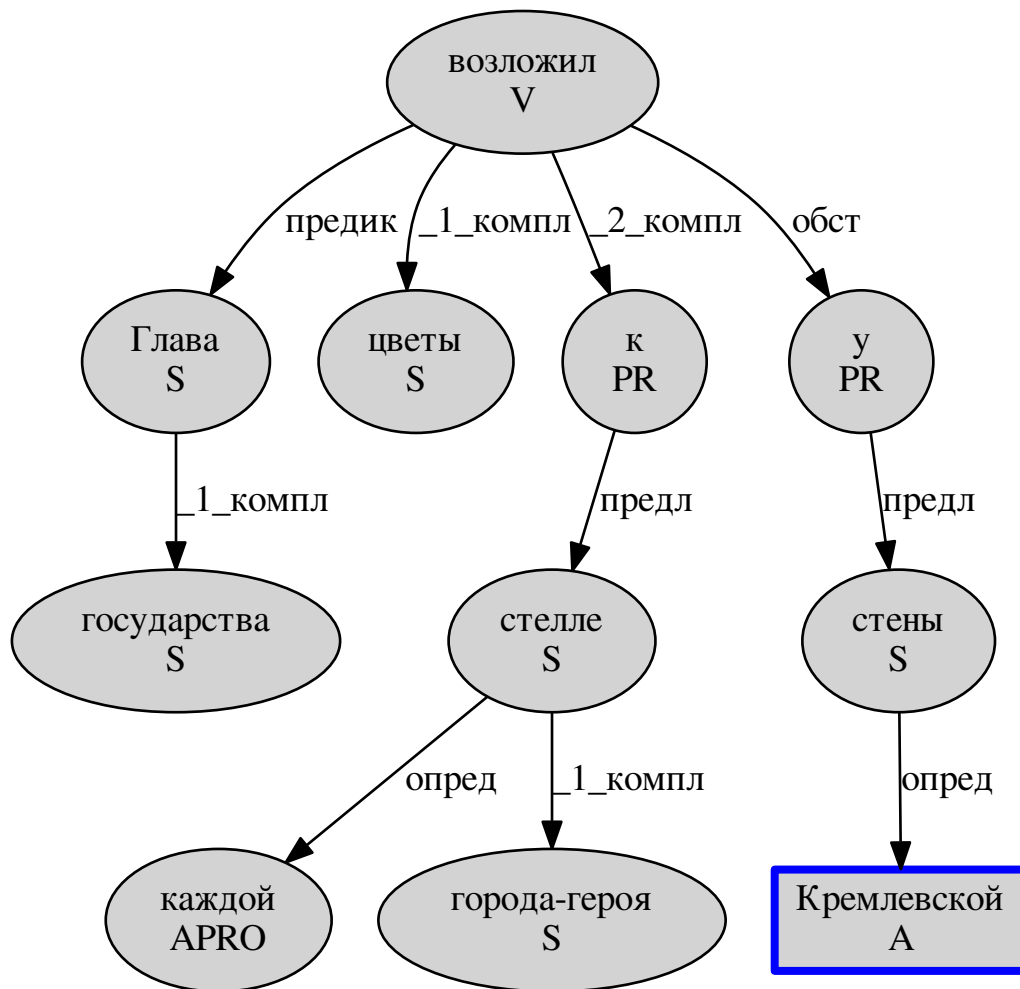 возложил
V
предик
_1_компл
_2_компл
обст
Глава
S
цветы
S
к
PR
у
PR
_1_компл
предл
предл
государства
S
стелле
S
стены
S
опред
_1_компл
опред
каждой
APRO
города-героя
S
Кремлевской
A